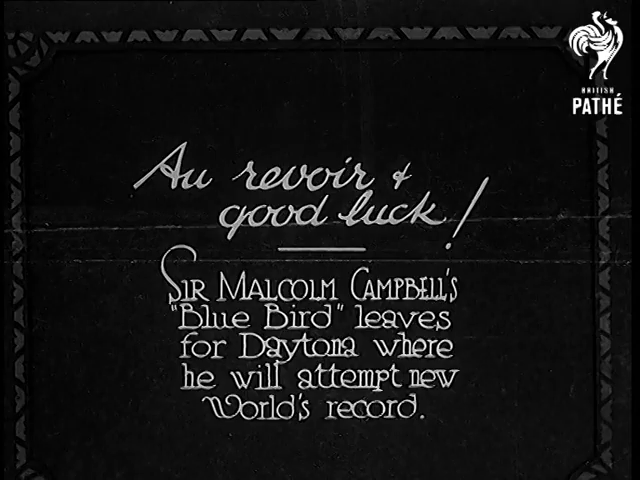 BRITISH
PATHÉ
Au revoir &
good luck!
SIR MALCOLM CAMPBELL'S
"Blue Bird" leaves
for Daytona where
he will attempt new
World's record.